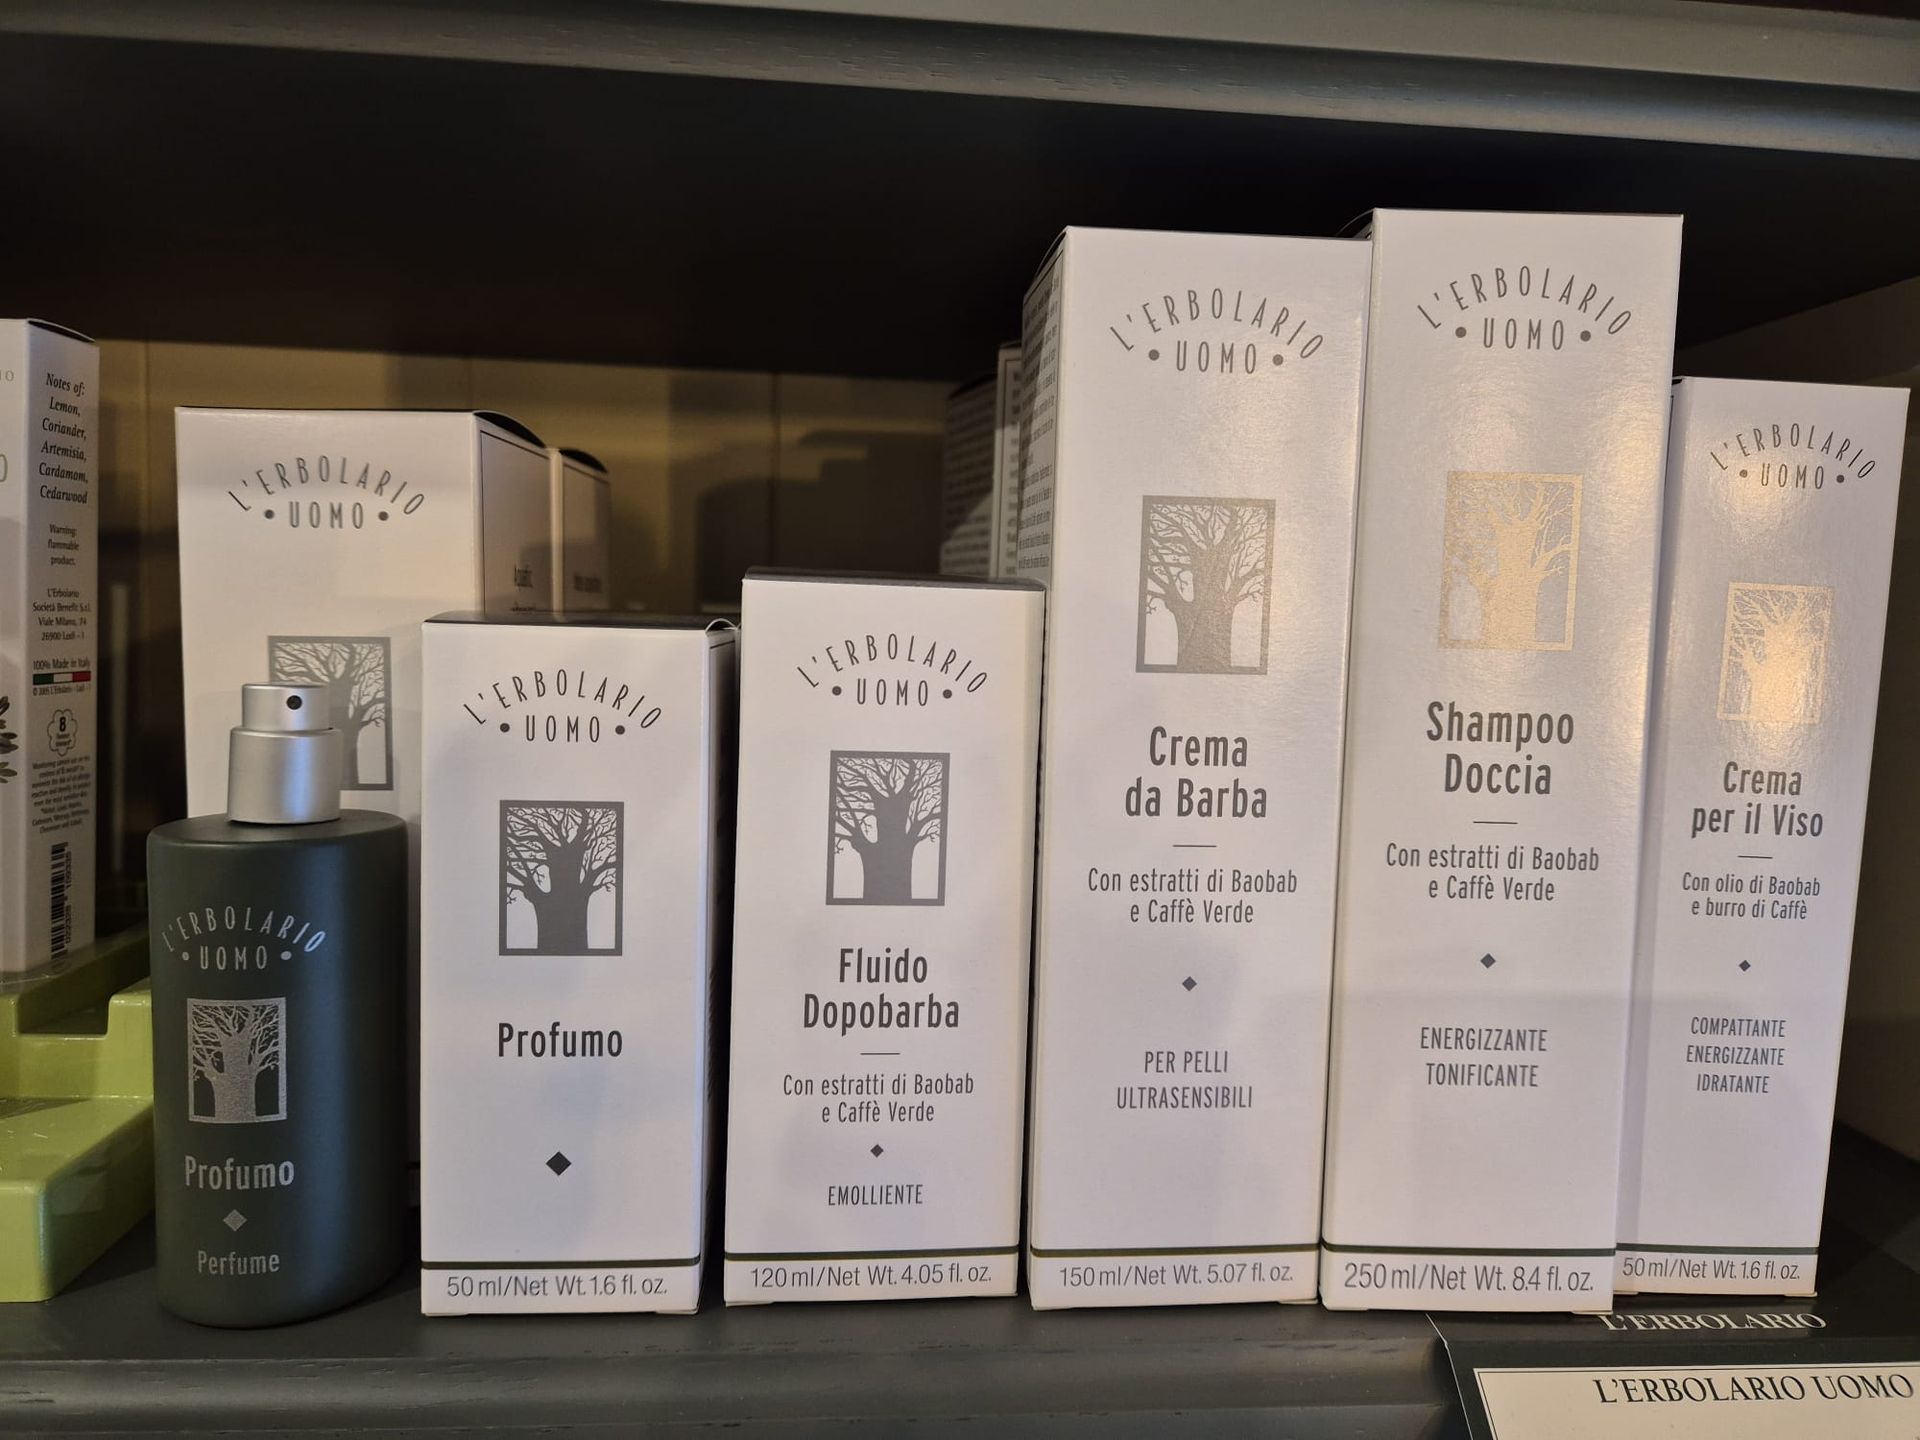 Notes of:
Lemon,
Coriander,
Artemisia,
Cardamom,
Cedarwood
Warning:
flammable
product.
L'Erbolario
Società Benefit S.r.l.
Viale Milano, 74
26900 Lodi - I
100% Made in Italy
8
L'ERBOLARIO
• UOMO •
L'ERBOLARIO
• UOMO •
Profumo
Perfume
L'ERBOLARIO
• UOMO •
Profumo
50 ml/Net Wt. 1.6 fl. oz.
L'ERBOLARIO
• UOMO •
Fluido
Dopobarba
Con estratti di Baobab
e Caffè Verde
EMOLLIENTE
120 ml/Net Wt. 4.05 fl. oz.
L'ERBOLARIO
• UOMO •
Crema
da Barba
Con estratti di Baobab
e Caffè Verde
PER PELLI
ULTRASENSIBILI
150 ml/Net Wt. 5.07 fl. oz.
L'ERBOLARIO
• UOMO •
Shampoo
Doccia
Con estratti di Baobab
e Caffè Verde
ENERGIZZANTE
TONIFICANTE
250 ml/Net Wt. 8.4 fl. oz.
L'ERBOLARIO
• UOMO •
Crema
per il Viso
Con olio di Baobab
e burro di Caffè
COMPATTANTE
ENERGIZZANTE
IDRATANTE
50 ml/Net Wt. 1.6 fl. oz.
L'ERBOLARIO
L'ERBOLARIO UOMO